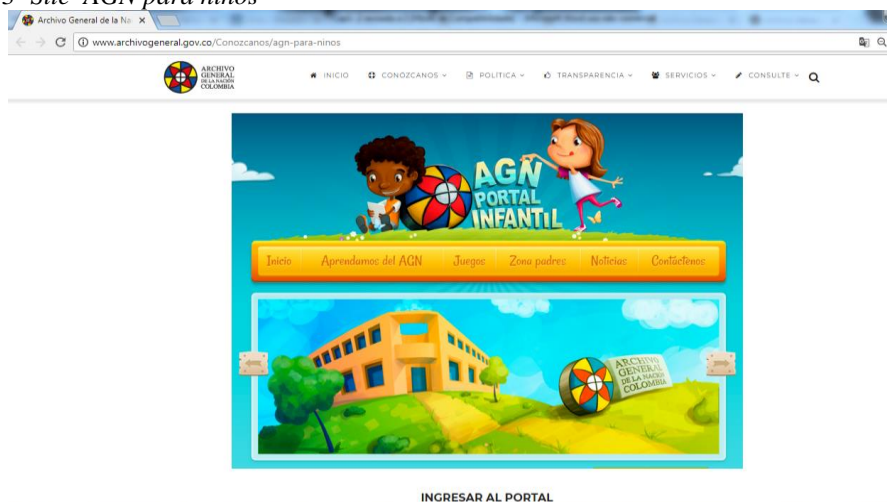 Site AGN para niños
Archivo General de la Na
www.archivogeneral.gov.co/Conozcanos/agn-para-ninos
ARCHIVO
GENERAL
DE LA NACIÓN
COLOMBIA
INICIO CONÓZCANOS POLÍTICA TRANSPARENCIA SERVICIOS CONSULTE
AGN
PORTAL
INFANTIL
Inicio Aprendamos del AGN Juegos Zona padres Noticias Contáctenos
ARCHIVO
GENERAL
DE LA NACIÓN
COLOMBIA
INGRESAR AL PORTAL